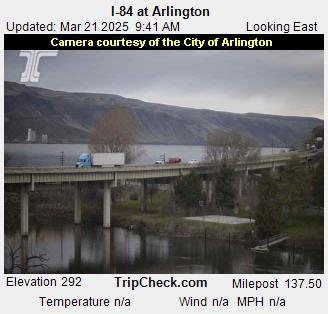 I-84 at Arlington
Updated: Mar 21 2025 9:41 AM Looking East
Camera courtesy of the City of Arlington
Elevation 292 TripCheck.com Milepost 137.50
Temperature n/a Wind n/a MPH n/a